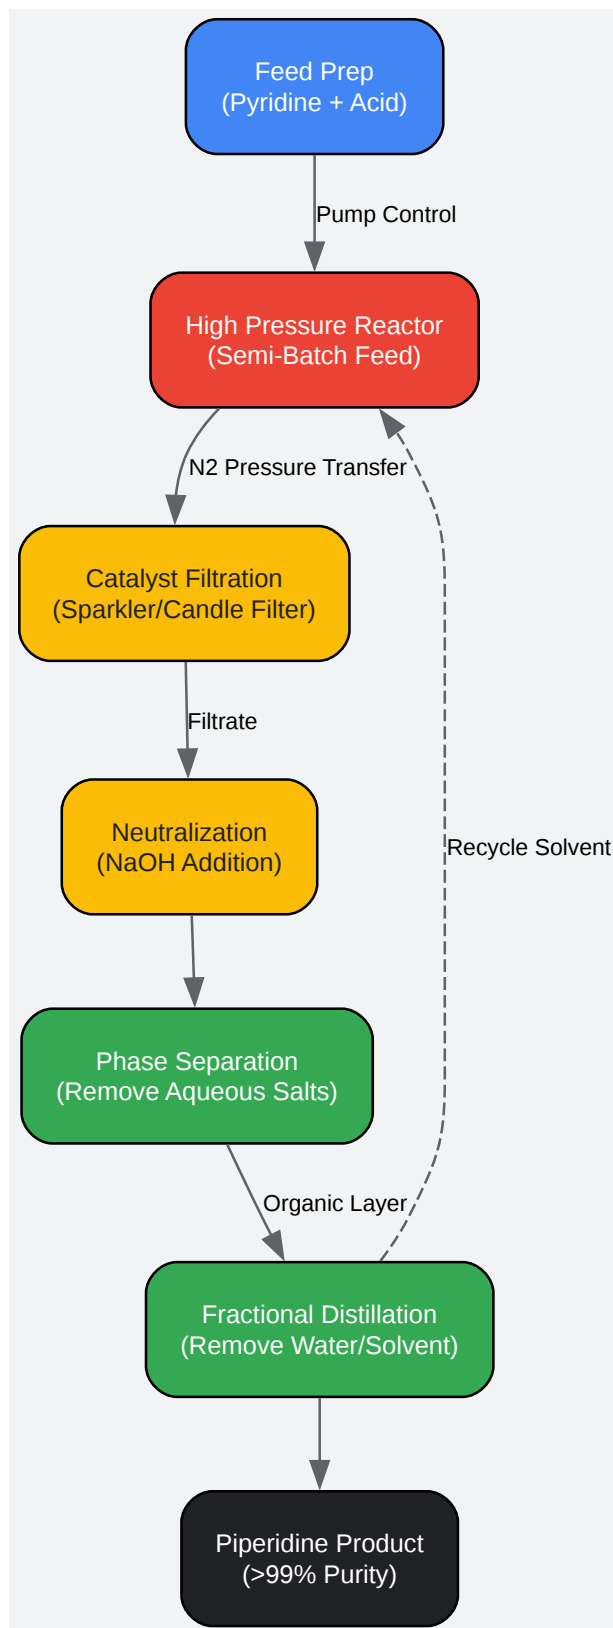 Feed Prep
(Pyridine + Acid)
Pump Control
High Pressure Reactor
(Semi-Batch Feed)
N2 Pressure Transfer
Catalyst Filtration
(Sparkler/Candle Filter)
Filtrate
Neutralization
(NaOH Addition)
Recycle Solvent
Phase Separation
(Remove Aqueous Salts)
Organic Layer
Fractional Distillation
(Remove Water/Solvent)
Piperidine Product
(>99% Purity)